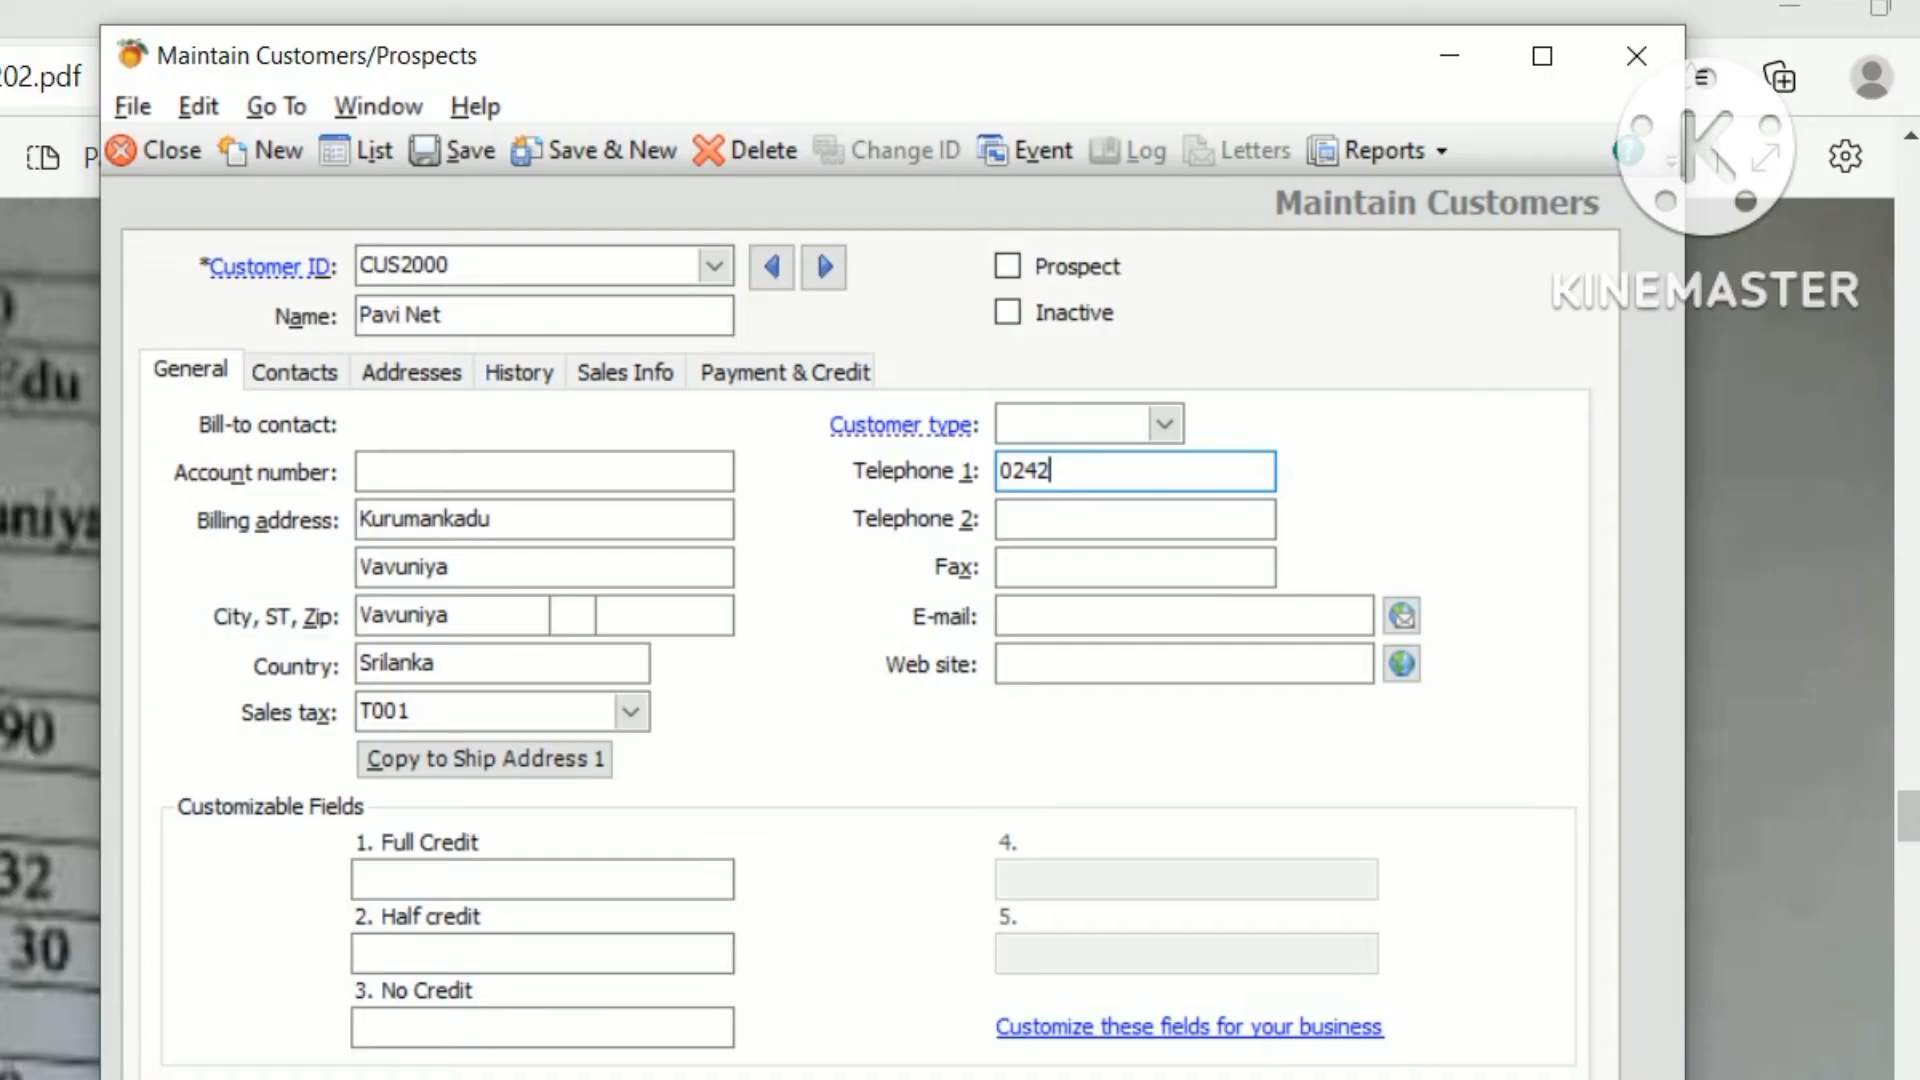 Maintain Customers/Prospects
02.pdf
File Edit Go To Window Help
Close New List Save Save & New Delete Change ID Event Log Letters Reports
Maintain Customers
*Customer ID: CUS2000
Prospect
Name: Pavi Net
Inactive
KINEMASTER
General Contacts Addresses History Sales Info Payment & Credit
Bill-to contact:
Customer type:
Account number:
Telephone 1: 0242
Billing address: Kurumankadu
Telephone 2:
Vavuniya
Fax:
City, ST, Zip: Vavuniya
E-mail:
Country: Srilanka
Web site:
Sales tax: T001
Copy to Ship Address 1
Customizable Fields
1. Full Credit
4.
2. Half credit
5.
3. No Credit
Customize these fields for your business
Edu
uniya
90
32
30